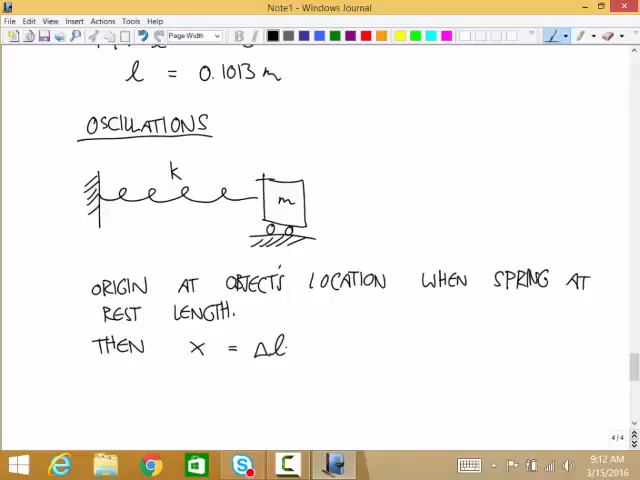 Note1 - Windows Journal
File Edit View Insert Actions Tools Help
Page Width
l = 0.1013 m
OSCILLATIONS
k
m
ORIGIN AT OBJECT'S LOCATION WHEN SPRING AT
REST LENGTH.
THEN x = Δl
4/4
9:12 AM
3/15/2016